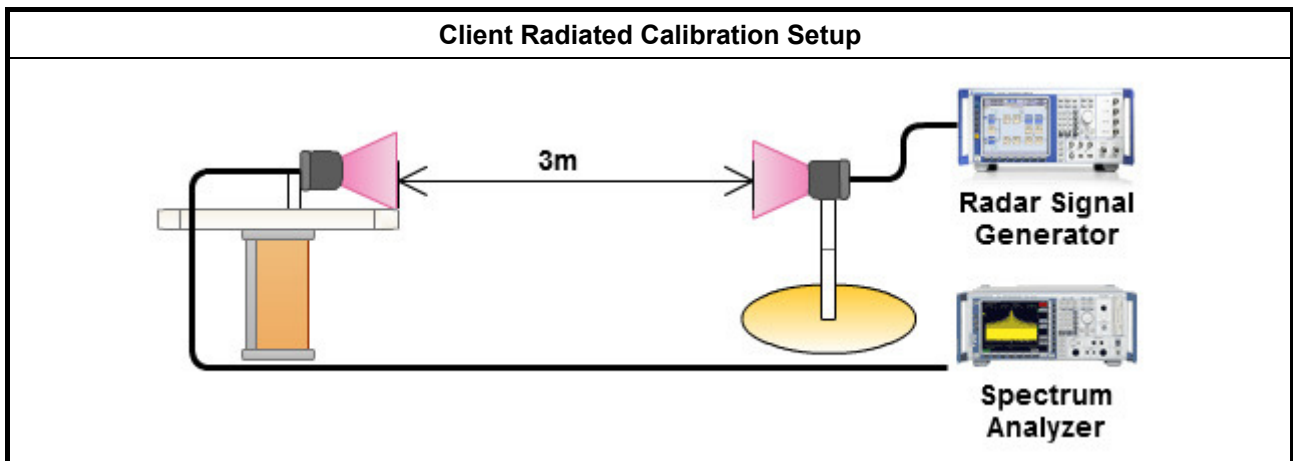 Client Radiated Calibration Setup
3m
Radar Signal
Generator
Spectrum
Analyzer